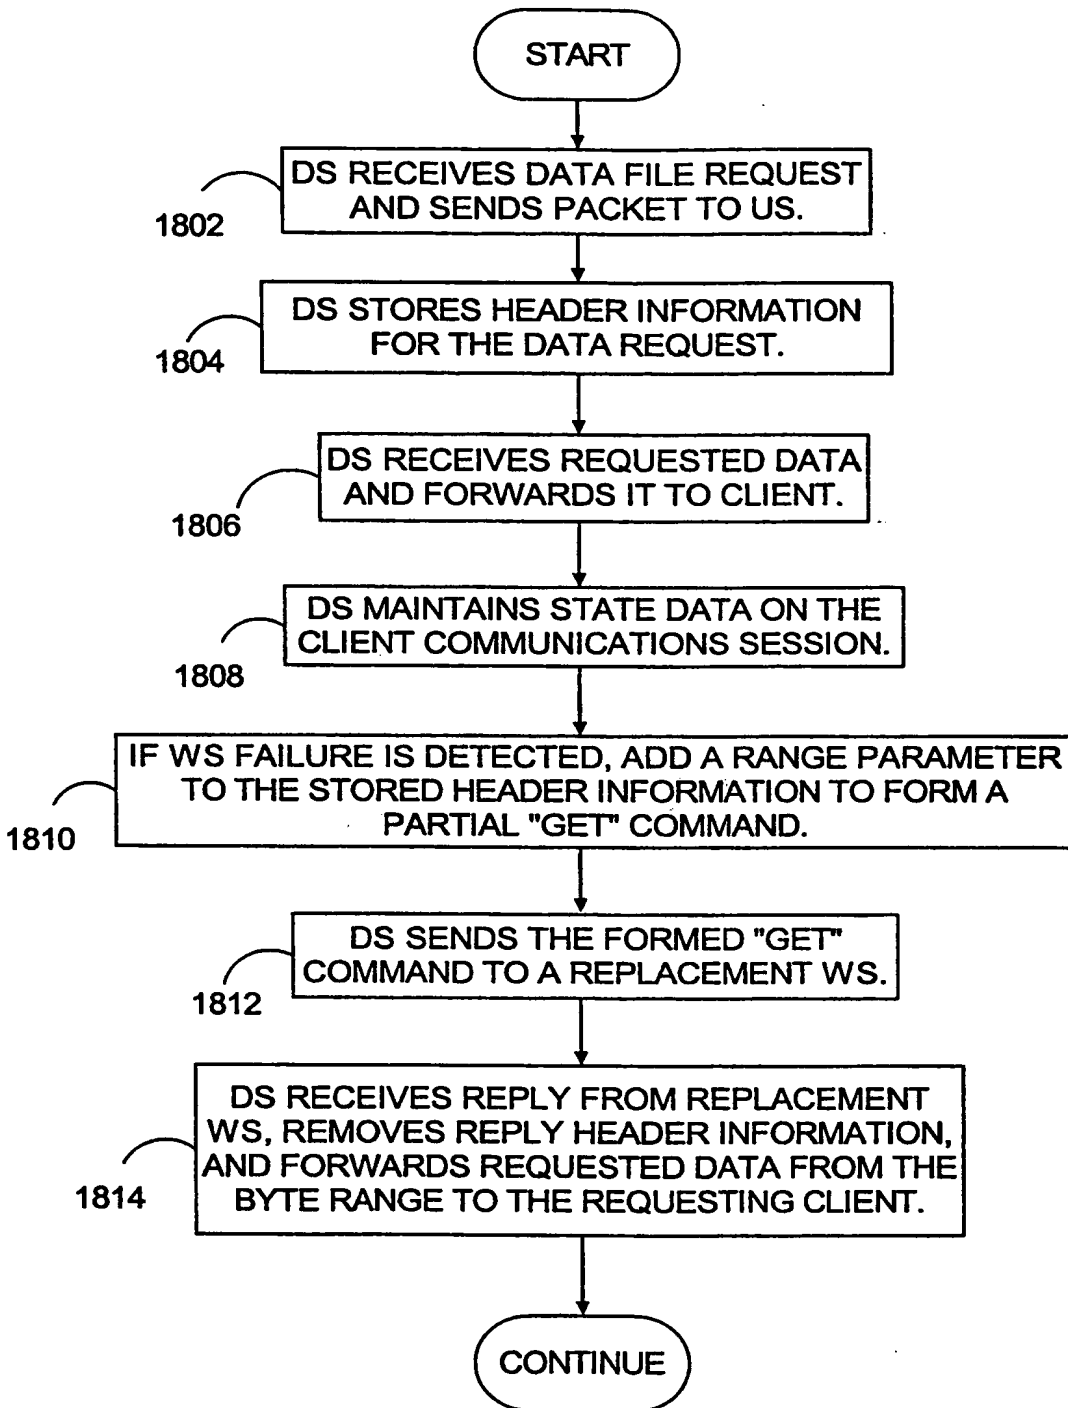 START
DS RECEIVES DATA FILE REQUEST
AND SENDS PACKET TO US.
1802
DS STORES HEADER INFORMATION
FOR THE DATA REQUEST.
1804
DS RECEIVES REQUESTED DATA
AND FORWARDS IT TO CLIENT.
1806
DS MAINTAINS STATE DATA ON THE
CLIENT COMMUNICATIONS SESSION.
1808
IF WS FAILURE IS DETECTED, ADD A RANGE PARAMETER
TO THE STORED HEADER INFORMATION TO FORM A
PARTIAL "GET" COMMAND.
1810
DS SENDS THE FORMED "GET"
COMMAND TO A REPLACEMENT WS.
1812
DS RECEIVES REPLY FROM REPLACEMENT
WS, REMOVES REPLY HEADER INFORMATION,
AND FORWARDS REQUESTED DATA FROM THE
BYTE RANGE TO THE REQUESTING CLIENT.
1814
CONTINUE